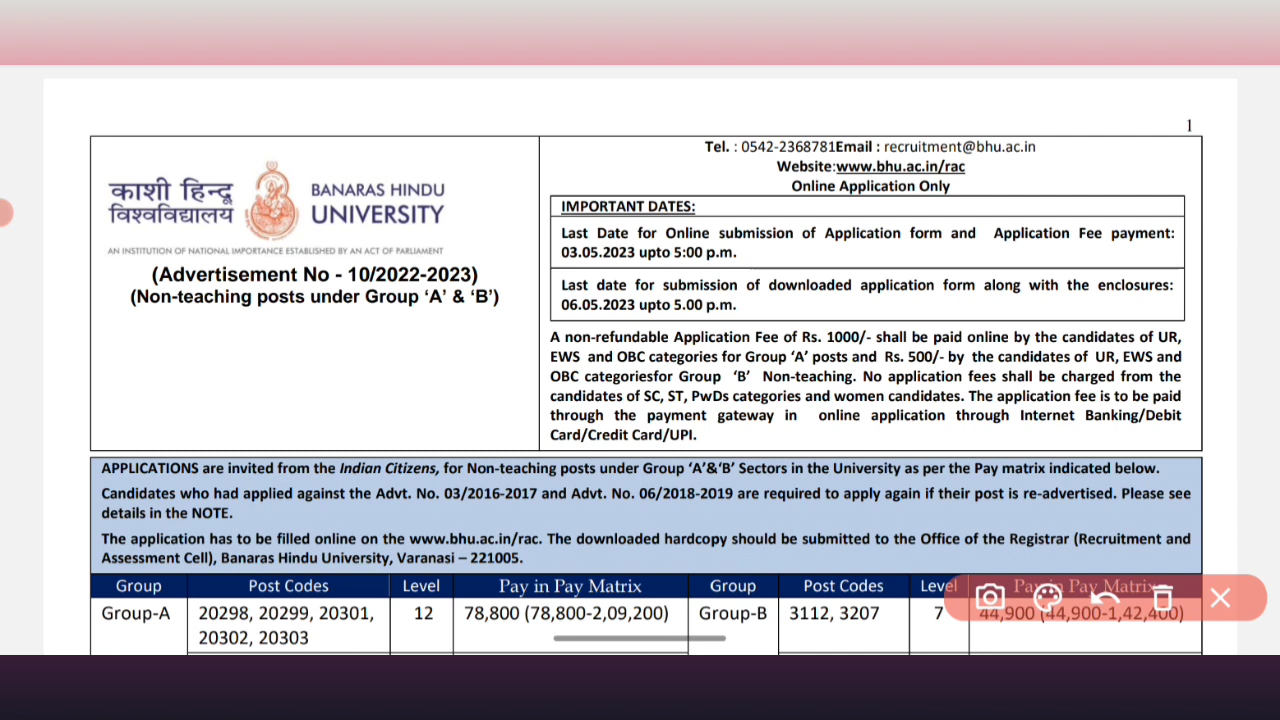 1
काशी हिन्दू
विश्वविद्यालय
BANARAS HINDU
UNIVERSITY
AN INSTITUTION OF NATIONAL IMPORTANCE ESTABLISHED BY AN ACT OF PARLIAMENT
(Advertisement No - 10/2022-2023)
(Non-teaching posts under Group ‘A’ & ‘B’)
Tel. : 0542-2368781Email : recruitment@bhu.ac.in
Website:www.bhu.ac.in/rac
Online Application Only
IMPORTANT DATES:
Last Date for Online submission of Application form and Application Fee payment:
03.05.2023 upto 5:00 p.m.
Last date for submission of downloaded application form along with the enclosures:
06.05.2023 upto 5.00 p.m.
A non-refundable Application Fee of Rs. 1000/- shall be paid online by the candidates of UR,
EWS and OBC categories for Group ‘A’ posts and Rs. 500/- by the candidates of UR, EWS and
OBC categoriesfor Group ‘B’ Non-teaching. No application fees shall be charged from the
candidates of SC, ST, PwDs categories and women candidates. The application fee is to be paid
through the payment gateway in online application through Internet Banking/Debit
Card/Credit Card/UPI.
APPLICATIONS are invited from the Indian Citizens, for Non-teaching posts under Group ‘A’&‘B’ Sectors in the University as per the Pay matrix indicated below.
Candidates who had applied against the Advt. No. 03/2016-2017 and Advt. No. 06/2018-2019 are required to apply again if their post is re-advertised. Please see
details in the NOTE.
The application has to be filled online on the www.bhu.ac.in/rac. The downloaded hardcopy should be submitted to the Office of the Registrar (Recruitment and
Assessment Cell), Banaras Hindu University, Varanasi – 221005.
Group Post Codes Level Pay in Pay Matrix Group Post Codes Level Pay in Pay Matrix
Group-A 20298, 20299, 20301, 12 78,800 (78,800-2,09,200) Group-B 3112, 3207 7 44,900 (44,900-1,42,400)
20302, 20303